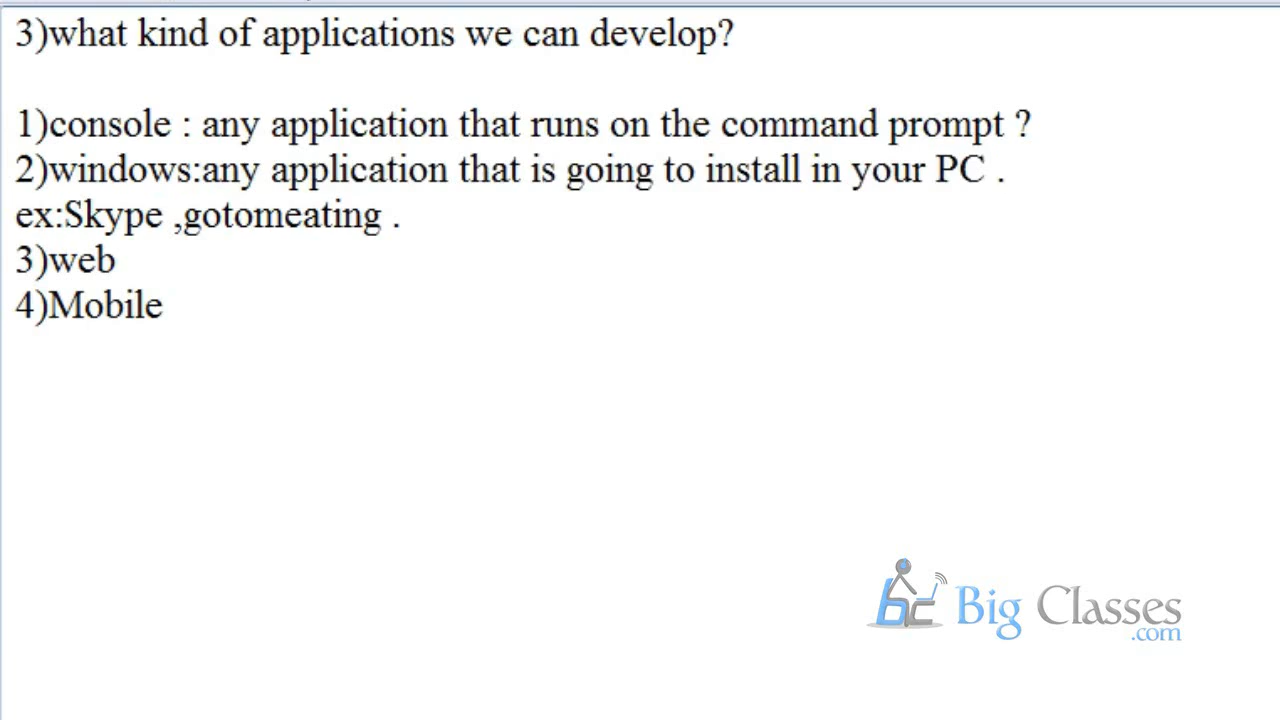 3)what kind of applications we can develop?
1)console : any application that runs on the command prompt ?
2)windows:any application that is going to install in your PC .
ex:Skype ,gotomeating .
3)web
4)Mobile
bc Big Classes
.com